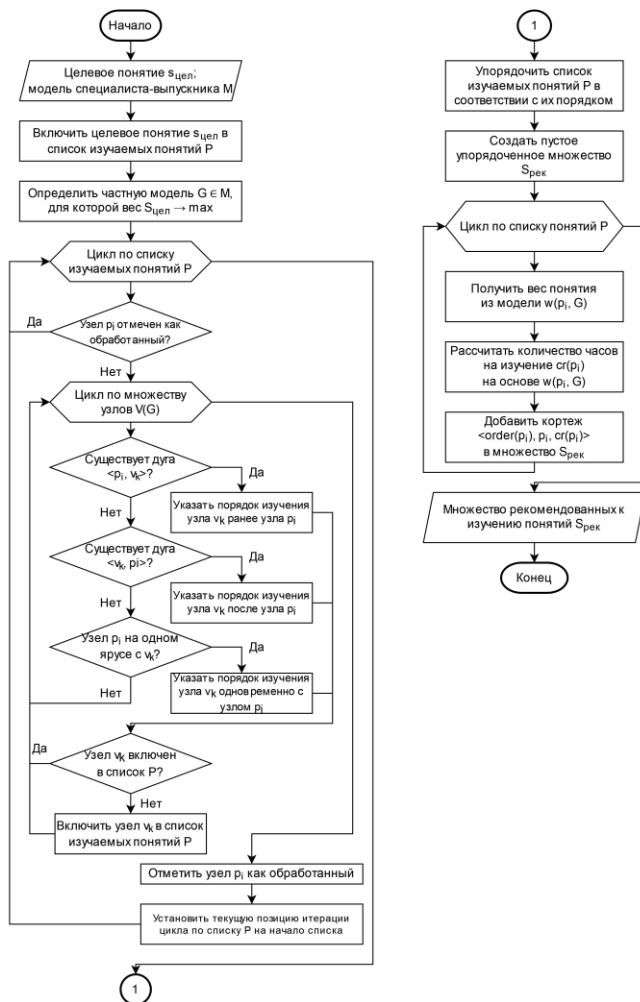 Начало
Целевое понятие sцел;
модель специалиста-выпускника M
Включить целевое понятие sцел в
список изучаемых понятий P
Определить частную модель G ∈ M,
для которой вес Sцел → max
Цикл по списку
изучаемых понятий P
Да
Узел pi отмечен как
обработанный?
Нет
Цикл по множеству
узлов V(G)
Существует дуга
<pi, vk>?
Да
Указать порядок изучения
узла vk ранее узла pi
Нет
Существует дуга
<vk, pi>?
Да
Указать порядок изучения
узла vk после узла pi
Нет
Узел pi на одном
ярусе с vk?
Да
Указать порядок изучения
узла vk одновременно с
узлом pi
Нет
Да
Узел vk включен
в список P?
Нет
Включить узел vk в список
изучаемых понятий P
Отметить узел pi как обработанный
Установить текущую позицию итерации
цикла по списку P на начало списка
1
1
Упорядочить список
изучаемых понятий P в
соответствии с их порядком
Создать пустое
упорядоченное множество
Sрек
Цикл по списку понятий P
Получить вес понятия
из модели w(pi, G)
Рассчитать количество часов
на изучение cr(pi)
на основе w(pi, G)
Добавить кортеж
<order(pi), pi, cr(pi)>
в множество Sрек
Множество рекомендованных к
изучению понятий Sрек
Конец